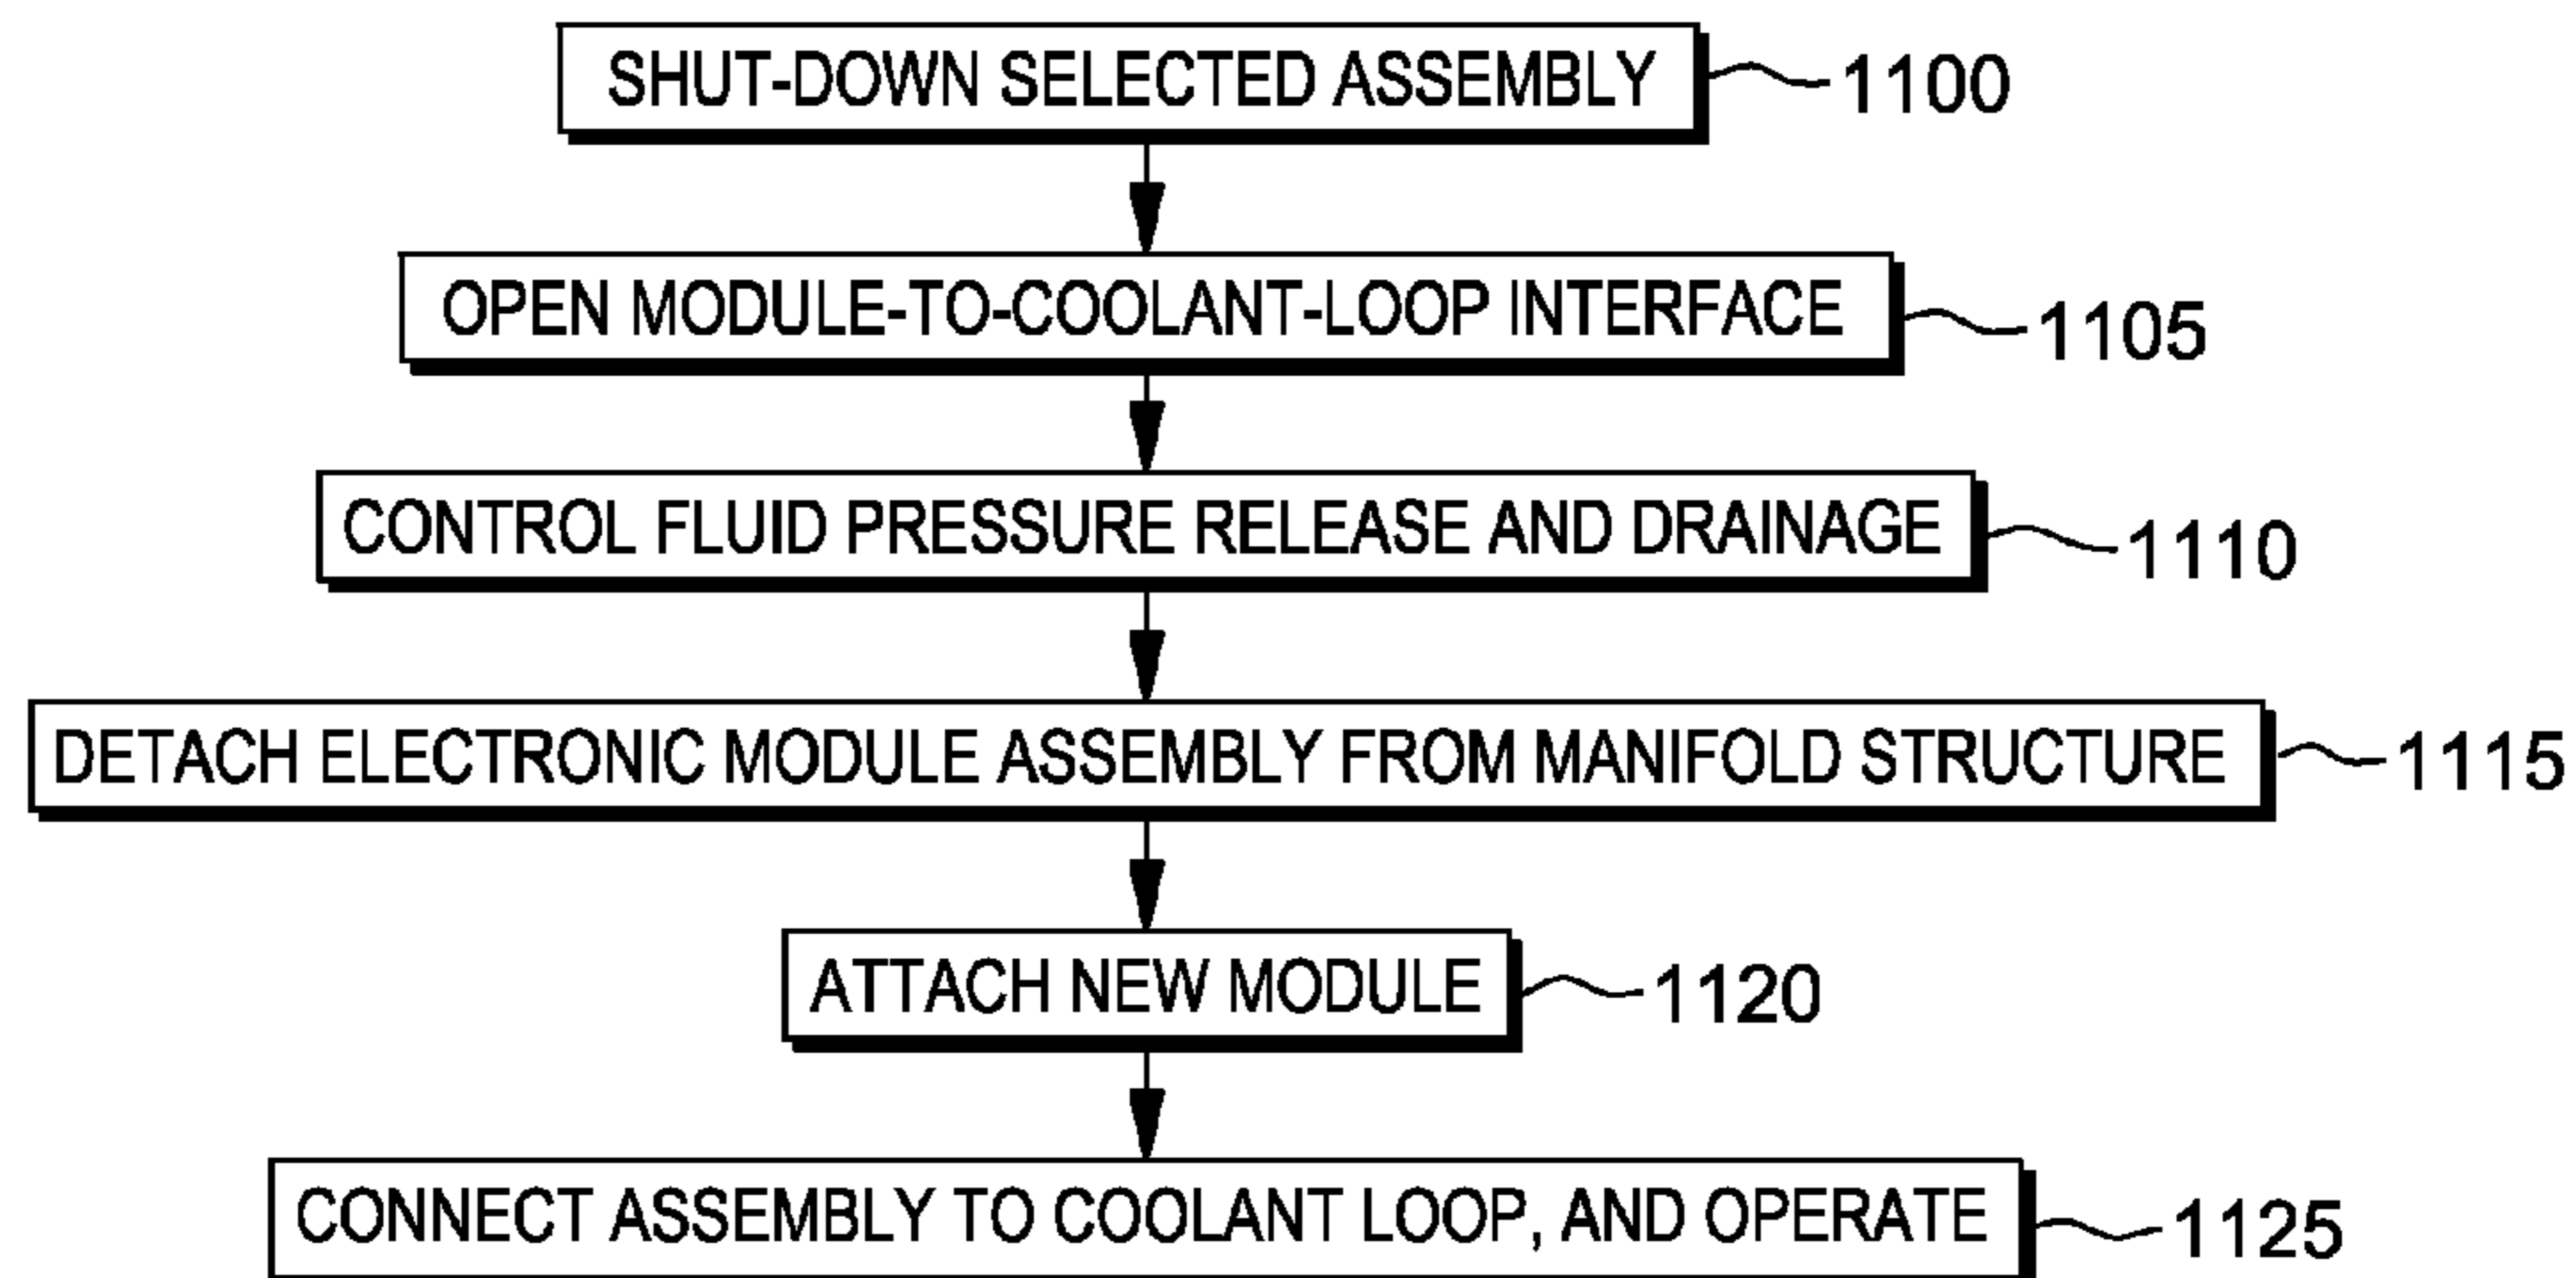 SHUT-DOWN SELECTED ASSEMBLY 1100
OPEN MODULE-TO-COOLANT-LOOP INTERFACE 1105
CONTROL FLUID PRESSURE RELEASE AND DRAINAGE 1110
DETACH ELECTRONIC MODULE ASSEMBLY FROM MANIFOLD STRUCTURE 1115
ATTACH NEW MODULE 1120
CONNECT ASSEMBLY TO COOLANT LOOP, AND OPERATE 1125